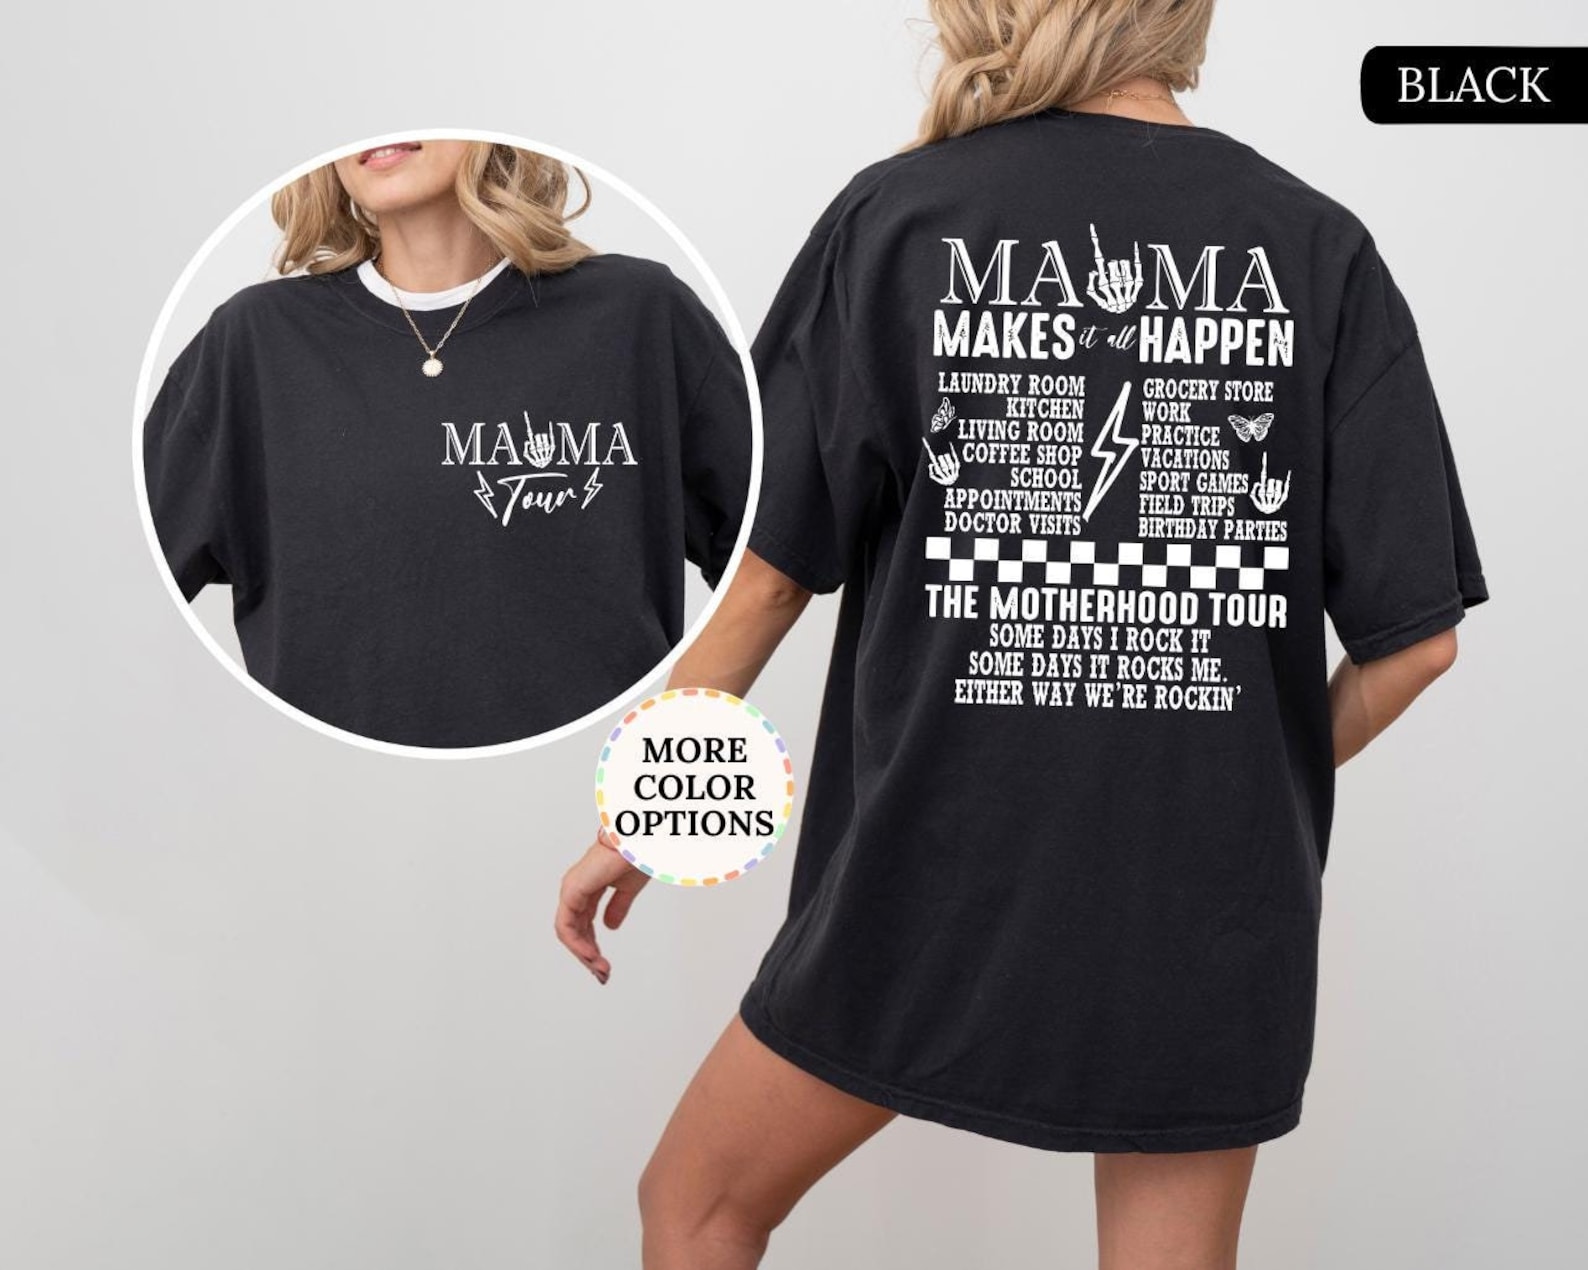 BLACK
MAMA
Tour
MAMA
MAKES it all HAPPEN
LAUNDRY ROOM
KITCHEN
LIVING ROOM
COFFEE SHOP
SCHOOL
APPOINTMENTS
DOCTOR VISITS
GROCERY STORE
WORK
PRACTICE
VACATIONS
SPORT GAMES
FIELD TRIPS
BIRTHDAY PARTIES
THE MOTHERHOOD TOUR
SOME DAYS I ROCK IT
SOME DAYS IT ROCKS ME.
EITHER WAY WE'RE ROCKIN'
MORE
COLOR
OPTIONS